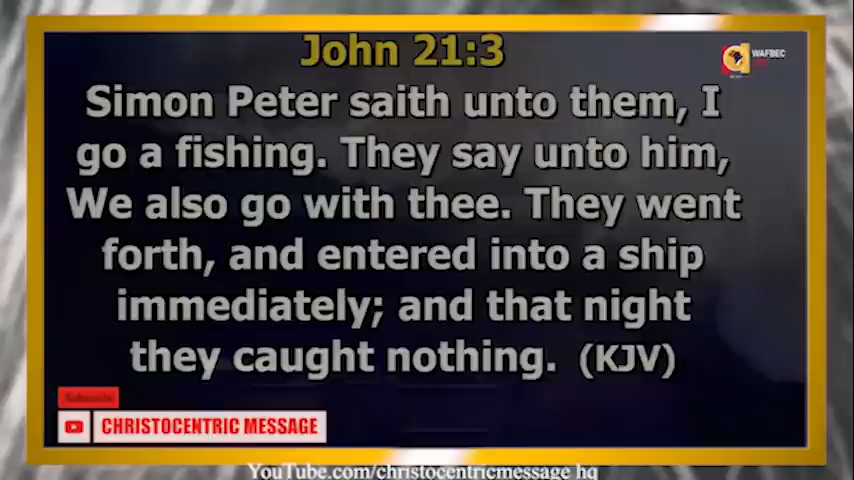 John 21:3
WAFBEC
Simon Peter saith unto them, I
go a fishing. They say unto him,
We also go with thee. They went
forth, and entered into a ship
immediately; and that night
they caught nothing. (KJV)
Subscribe
CHRISTOCENTRIC MESSAGE
YouTube.com/christocentricmessage hq